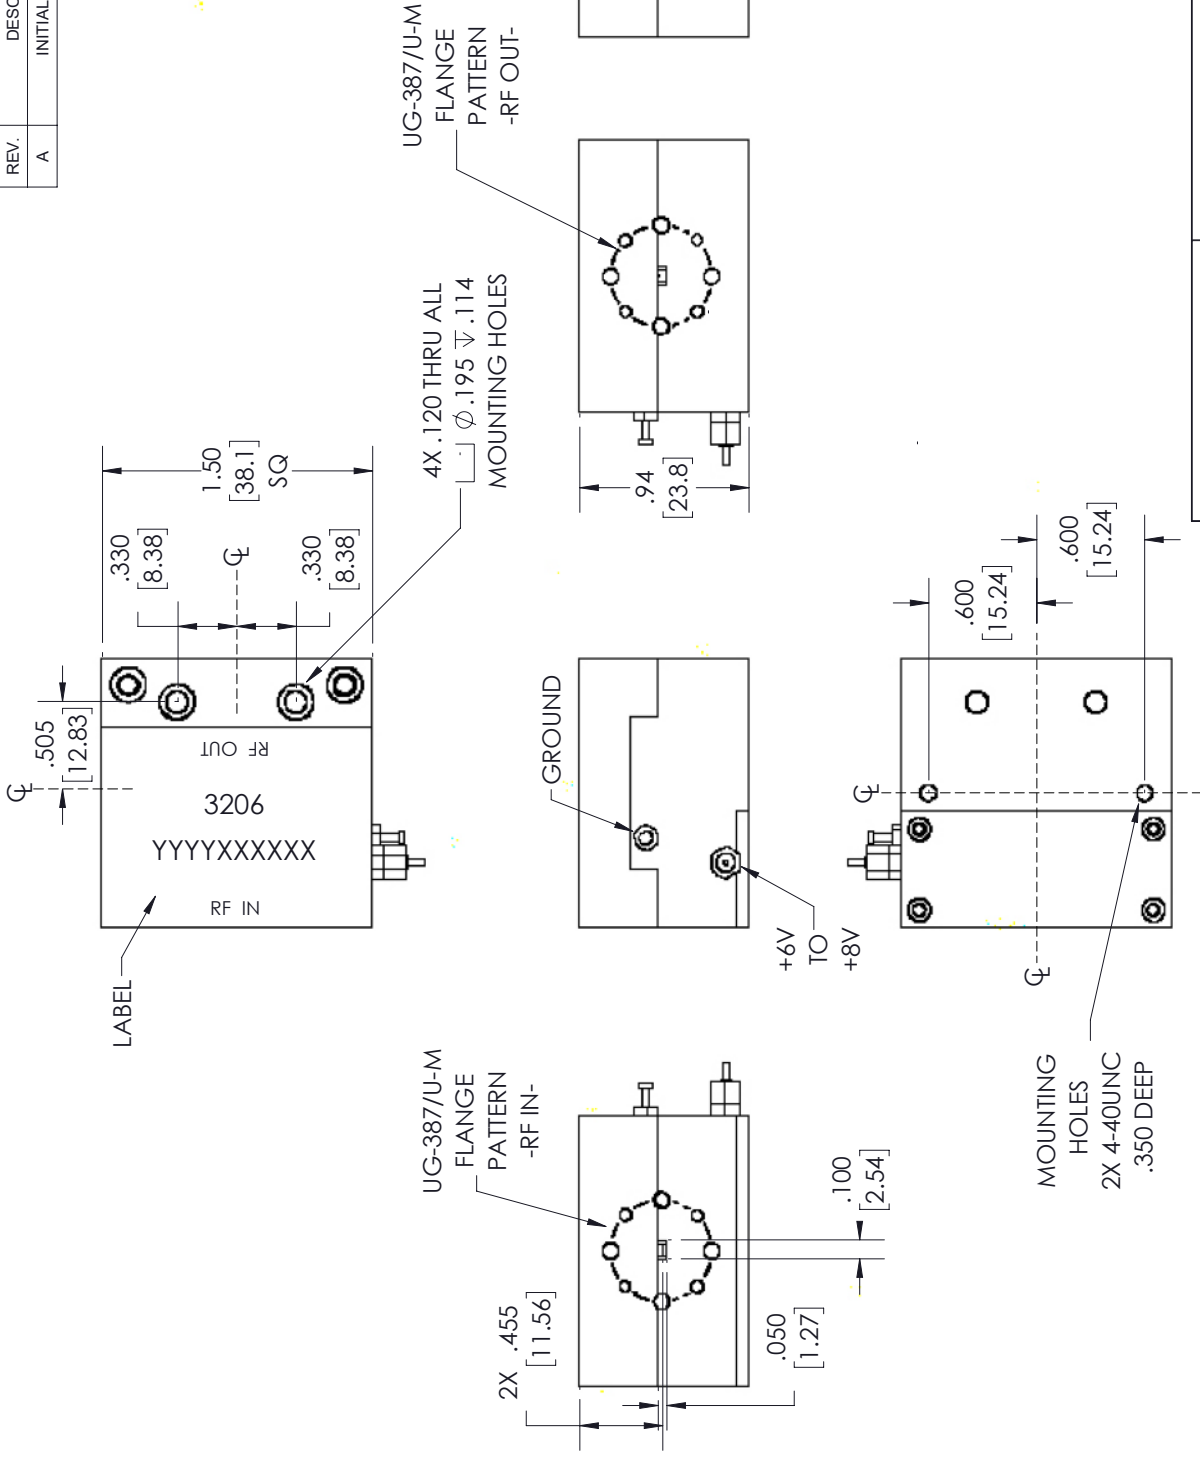 REV.
DESC
A
INITIAL
UG-387/U-M
FLANGE
PATTERN
-RF OUT-
4X .120 THRU ALL
⌴ ∅ .195 ↧ .114
MOUNTING HOLES
1.50
[38.1]
SQ
.330
[8.38]
℄
.330
[8.38]
.505
[12.83]
℄
RF OUT
3206
YYYYXXXXXX
RF IN
LABEL
.94
[23.8]
GROUND
+6V
TO
+8V
.600
[15.24]
.600
[15.24]
℄
℄
UG-387/U-M
FLANGE
PATTERN
-RF IN-
2X .455
[11.56]
.050
[1.27]
.100
[2.54]
MOUNTING
HOLES
2X 4-40UNC
.350 DEEP